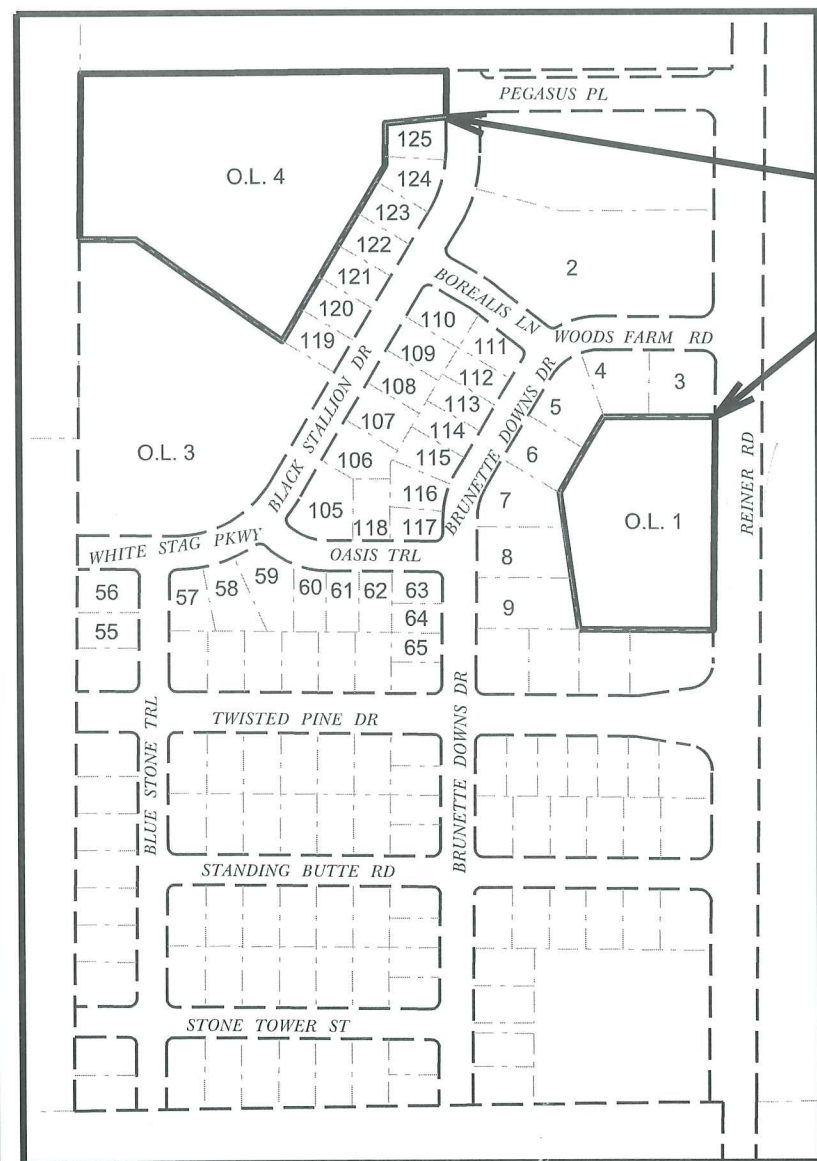 PEGASUS PL
125
O.L. 4
124
123
122
121
120
119
2
BOREALIS LN
110
111
WOODS FARM RD
109
112
4
3
108
113
5
BLACK STALLION DR
107
114
BRUNETTE DOWNS DR
6
O.L. 3
106
115
116
7
105
118
117
O.L. 1
REINER RD
WHITE STAG PKWY
OASIS TRL
8
56
57
58
59
60
61
62
63
9
55
64
65
BLUE STONE TRL
TWISTED PINE DR
BRUNETTE DOWNS DR
STANDING BUTTE RD
STONE TOWER ST